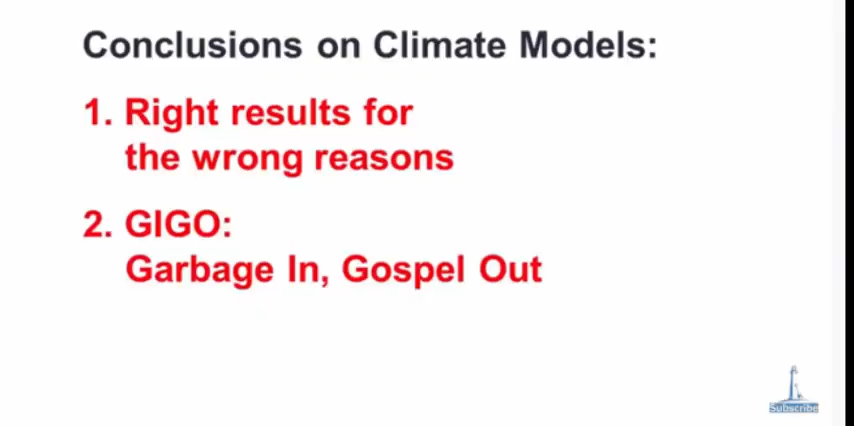 Conclusions on Climate Models:
1. Right results for
the wrong reasons
2. GIGO:
Garbage In, Gospel Out
Subscribe